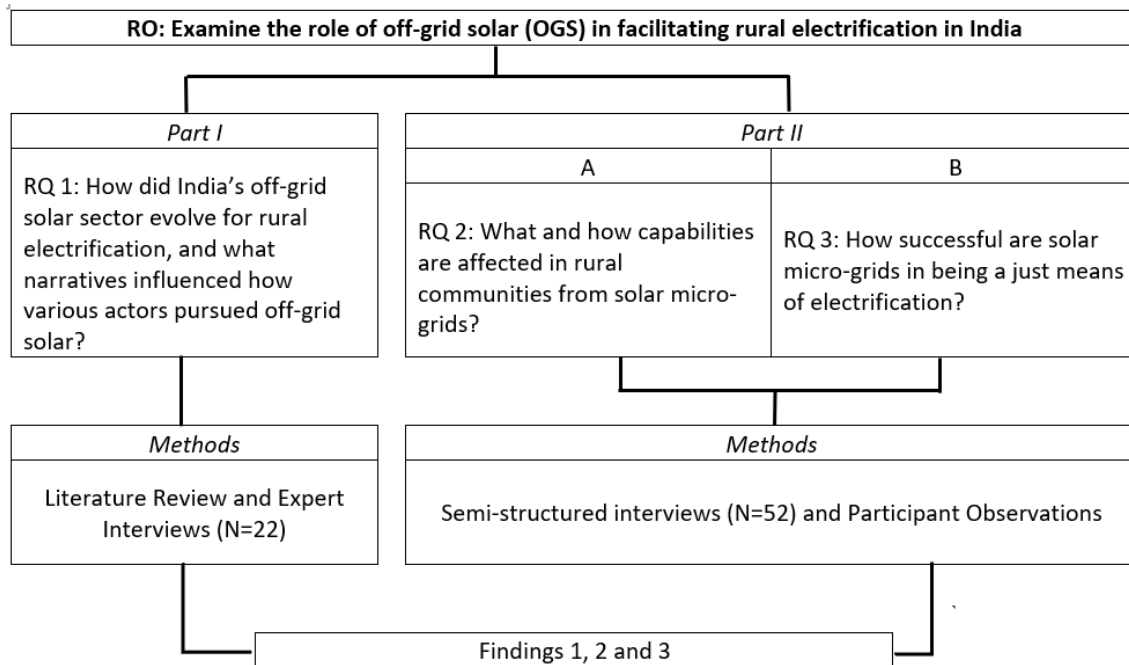 RO: Examine the role of off-grid solar (OGS) in facilitating rural electrification in India
Part I
RQ 1: How did India's off-grid
solar sector evolve for rural
electrification, and what
narratives influenced how
various actors pursued off-grid
solar?
Part II
A
RQ 2: What and how capabilities
are affected in rural
communities from solar micro-
grids?
B
RQ 3: How successful are solar
micro-grids in being a just means
of electrification?
Methods
Literature Review and Expert
Interviews (N=22)
Methods
Semi-structured interviews (N=52) and Participant Observations
Findings 1, 2 and 3